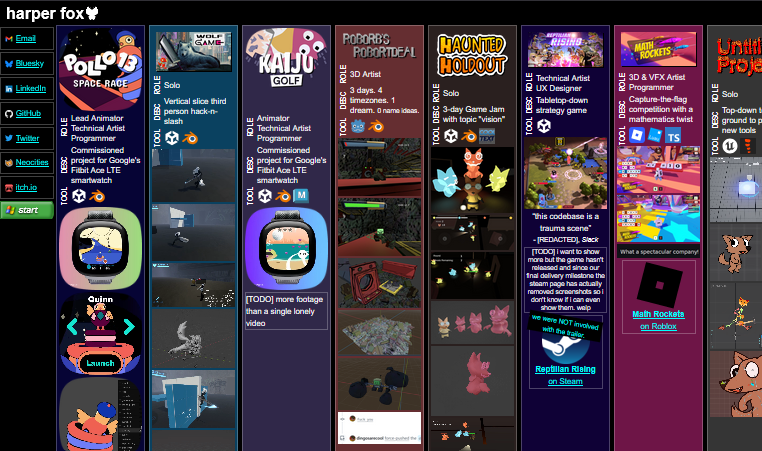 harper fox
Email
Bluesky
LinkedIn
GitHub
Twitter
Neocities
itch.io
start
POLLO 13
SPACE RACE
ROLE
Lead Animator
Technical Artist
Programmer
DESC
Commissioned
project for Google's
Fitbit Ace LTE
smartwatch
TOOL
Quinn
Launch
WOLF
GAME
ROLE
Solo
DESC
Vertical slice third
person hack-n-
slash
TOOL
KAIJU
GOLF
ROLE
Animator
Technical Artist
Programmer
DESC
Commissioned
project for Google's
Fitbit Ace LTE
smartwatch
TOOL
M
[TODO] more footage
than a single lonely
video
ROBORB'S
ROBORTDEAL
ROLE
3D Artist
DESC
3 days. 4
timezones. 1
dream. 0 name ideas.
TOOL
HAUNTED
HOLDOUT
ROLE
Solo
DESC
3-day Game Jam
with topic "vision"
TOOL
REPTILIAN
RISING
ROLE
Technical Artist
UX Designer
DESC
Tabletop-down
strategy game
TOOL
"this codebase is a
trauma scene"
- [REDACTED], Slack
[TODO] i want to show
more but the game hasn't
released and since our
final delivery milestone the
steam page has actually
removed screenshots so i
don't know if i can even
show them. welp
we were NOT involved
with the trailer.
Reptilian Rising
on Steam
MATH
ROCKETS
ROLE
3D & VFX Artist
Programmer
DESC
Capture-the-flag
competition with a
mathematics twist
TOOL
TS
What a spectacular company!
Math Rockets
on Roblox
Untitl
Proje
ROLE
Solo
DESC
Top-down t
ground to p
new tools
TOOL